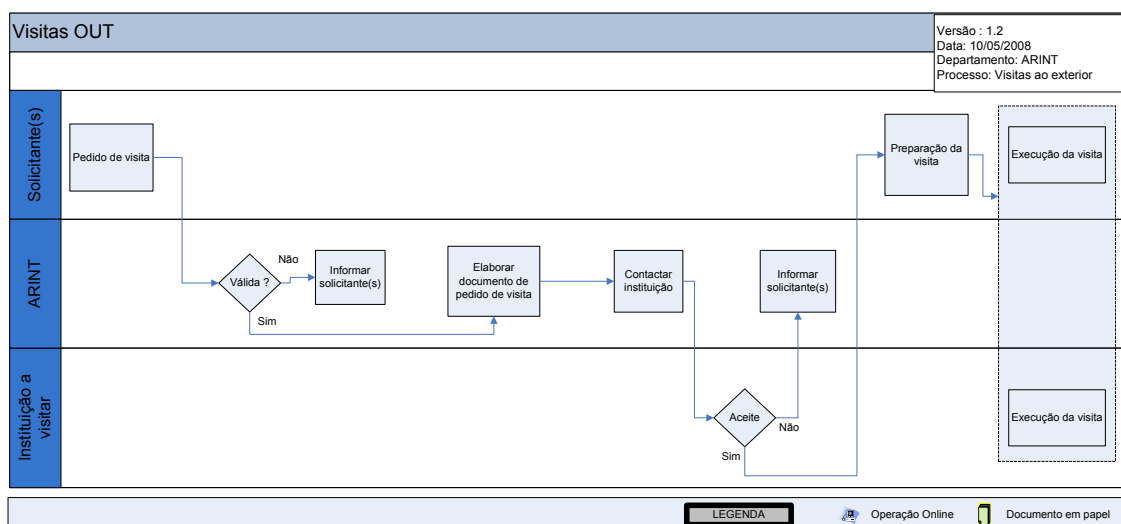 Visitas OUT
Versão : 1.2
Data: 10/05/2008
Departamento: ARINT
Processo: Visitas ao exterior
Solicitante(s)
Pedido de visita
Preparação da
visita
Execução da visita
ARINT
Válida ?
Não
Sim
Informar
solicitante(s)
Elaborar
documento de
pedido de visita
Contactar
instituição
Informar
solicitante(s)
Instituição a
visitar
Aceite
Não
Sim
Execução da visita
LEGENDA
Operação Online
Documento em papel